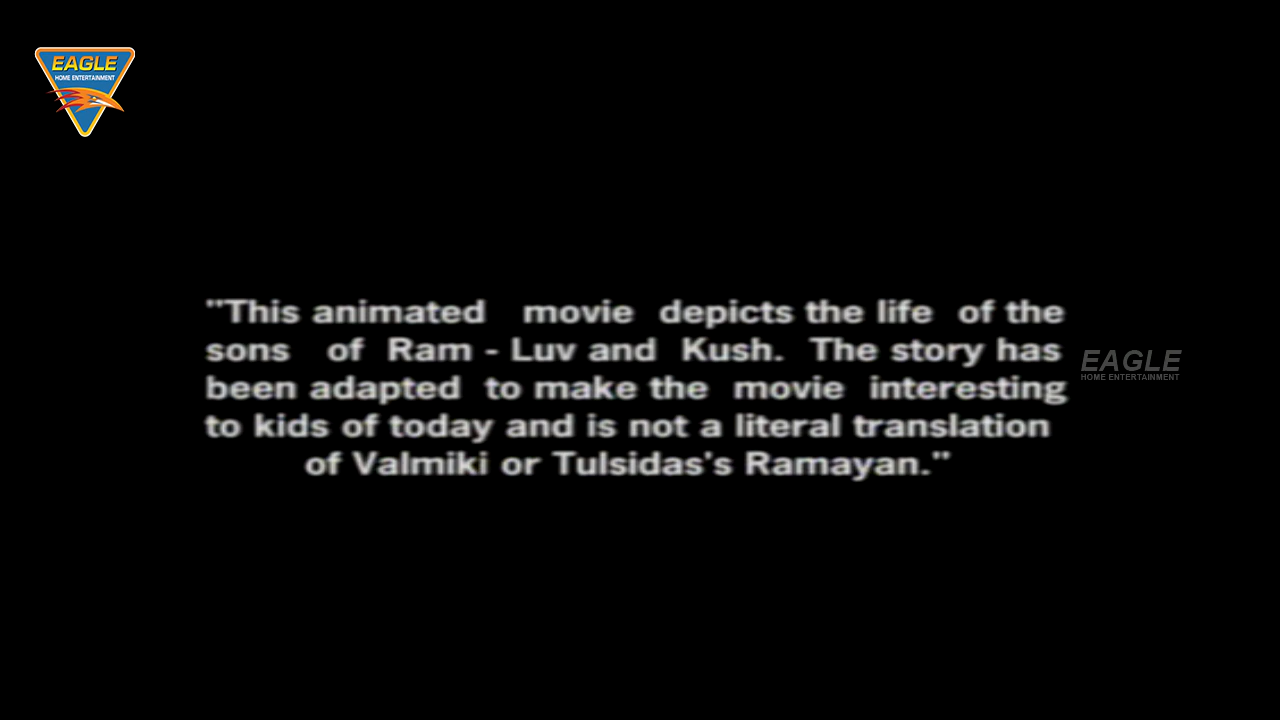 EAGLE
HOME ENTERTAINMENT
"This animated movie depicts the life of the
sons of Ram - Luv and Kush. The story has
been adapted to make the movie interesting
to kids of today and is not a literal translation
of Valmiki or Tulsidas's Ramayan."
EAGLE
HOME ENTERTAINMENT